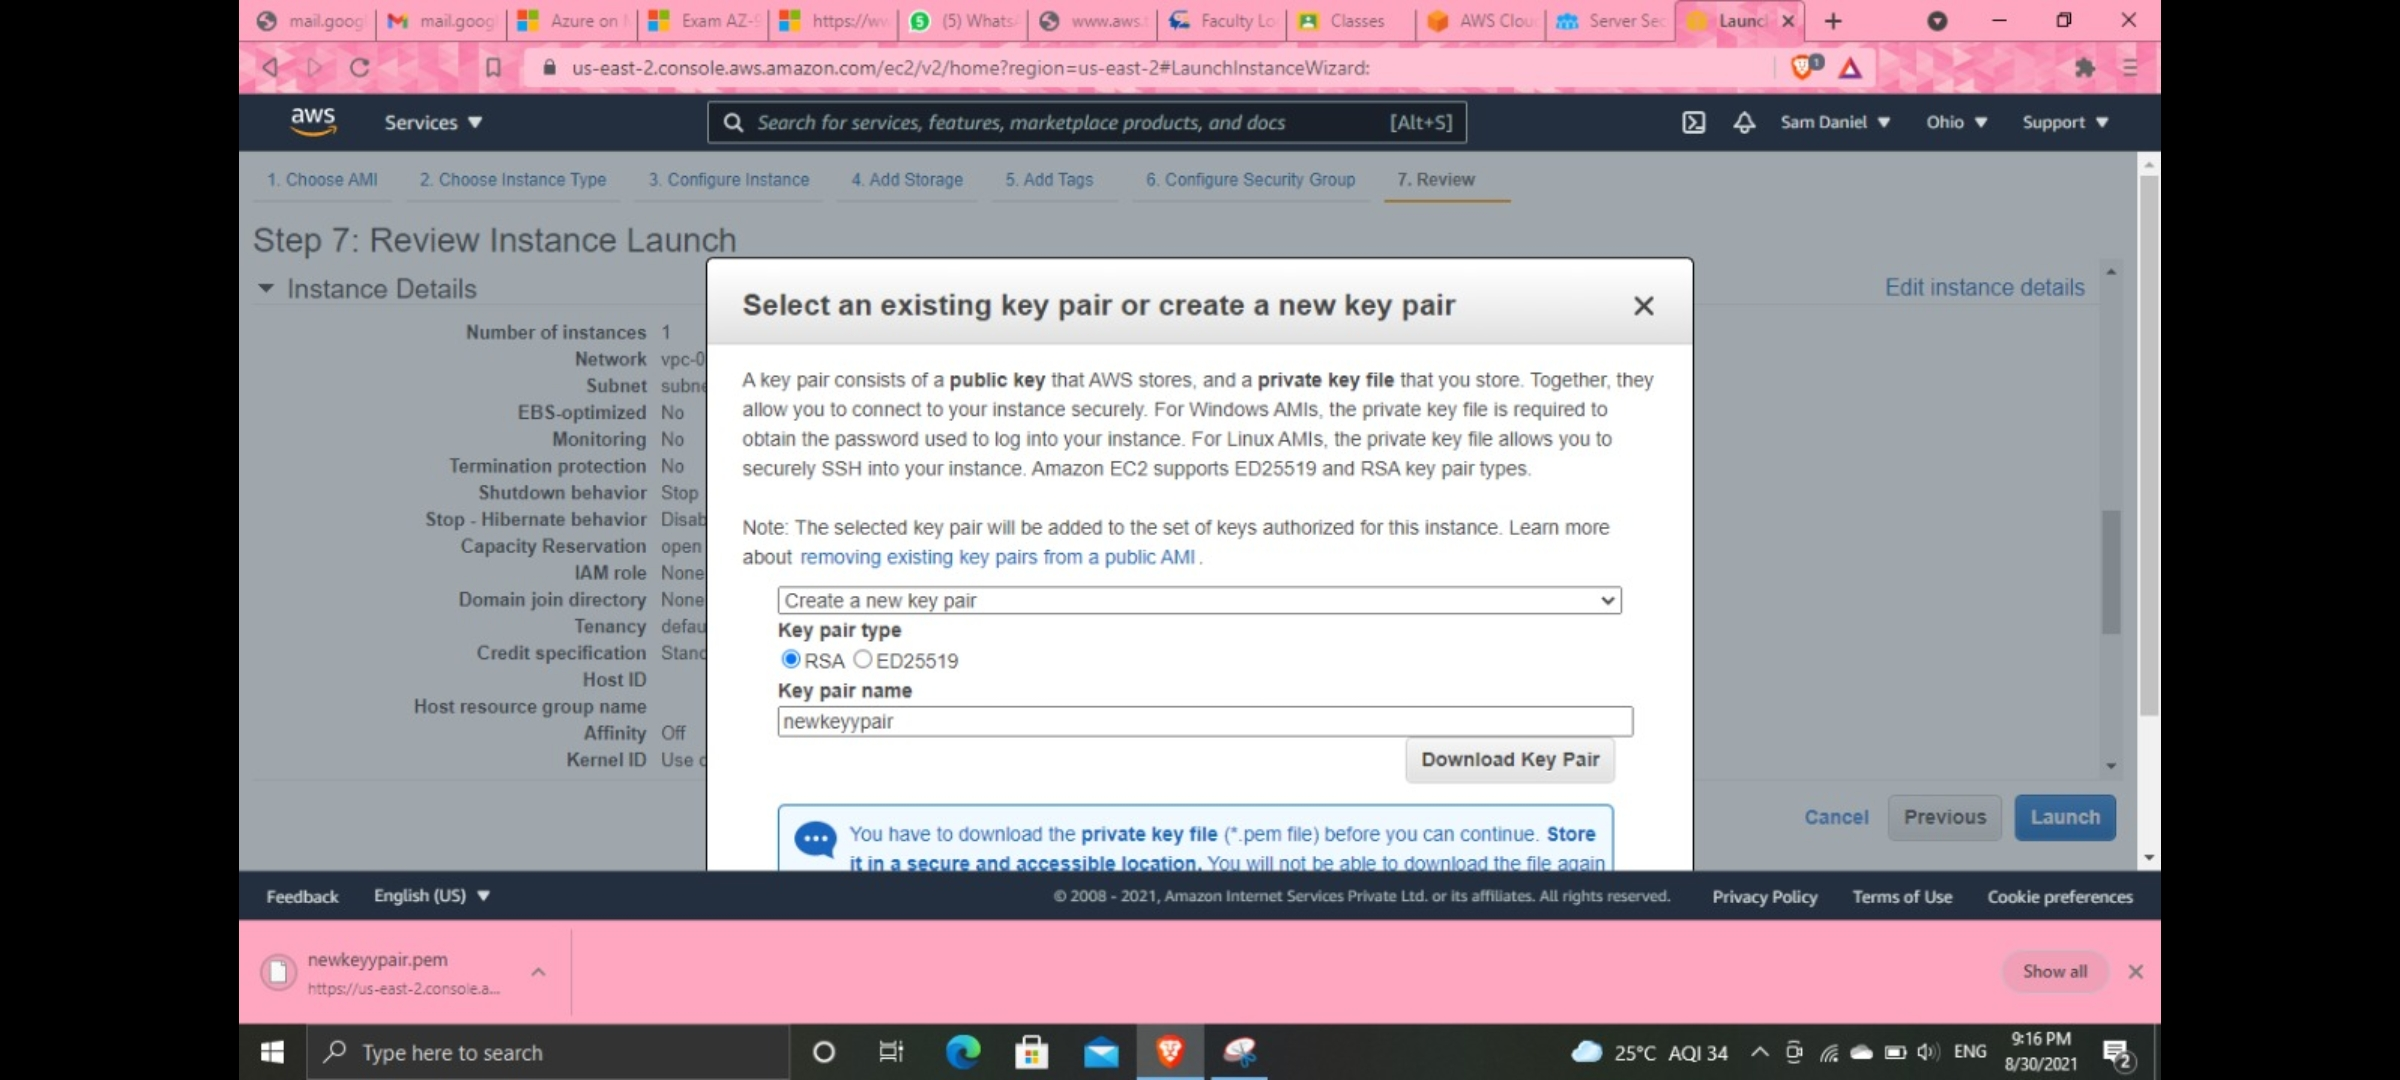 mail.goog
mail.goog
Azure on
Exam AZ-9
https://ww
(5) Whats
www.aws.t
Faculty Lo
Classes
AWS Clou
Server Sec
Launc
us-east-2.console.aws.amazon.com/ec2/v2/home?region=us-east-2#LaunchInstanceWizard:
1
aws
Services
Search for services, features, marketplace products, and docs
[Alt+S]
Sam Daniel
Ohio
Support
1. Choose AMI
2. Choose Instance Type
3. Configure Instance
4. Add Storage
5. Add Tags
6. Configure Security Group
7. Review
Step 7: Review Instance Launch
Instance Details
Edit instance details
Number of instances 1
Network vpc-0
Subnet subne
EBS-optimized No
Monitoring No
Termination protection No
Shutdown behavior Stop
Stop - Hibernate behavior Disab
Capacity Reservation open
IAM role None
Domain join directory None
Tenancy defau
Credit specification Stand
Host ID
Host resource group name
Affinity Off
Kernel ID Use
Select an existing key pair or create a new key pair
A key pair consists of a public key that AWS stores, and a private key file that you store. Together, they
allow you to connect to your instance securely. For Windows AMIs, the private key file is required to
obtain the password used to log into your instance. For Linux AMIs, the private key file allows you to
securely SSH into your instance. Amazon EC2 supports ED25519 and RSA key pair types.
Note: The selected key pair will be added to the set of keys authorized for this instance. Learn more
about removing existing key pairs from a public AMI .
Create a new key pair
Key pair type
RSA ED25519
Key pair name
newkeyypair
Download Key Pair
You have to download the private key file (*.pem file) before you can continue. Store
it in a secure and accessible location. You will not be able to download the file again
Cancel
Previous
Launch
Feedback
English (US)
© 2008 - 2021, Amazon Internet Services Private Ltd. or its affiliates. All rights reserved.
Privacy Policy
Terms of Use
Cookie preferences
newkeyypair.pem
https://us-east-2.console.a...
Show all
Type here to search
25°C AQI 34
ENG
9:16 PM
8/30/2021
2